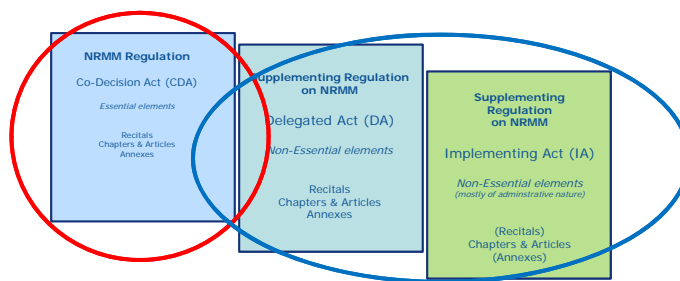 NRMM Regulation
Co-Decision Act (CDA)
Essential elements
Recitals
Chapters & Articles
Annexes
Supplementing Regulation
on NRMM
Delegated Act (DA)
Non-Essential elements
Recitals
Chapters & Articles
Annexes
Supplementing
Regulation
on NRMM
Implementing Act (IA)
Non-Essential elements
(mostly of adminstrative nature)
(Recitals)
Chapters & Articles
(Annexes)